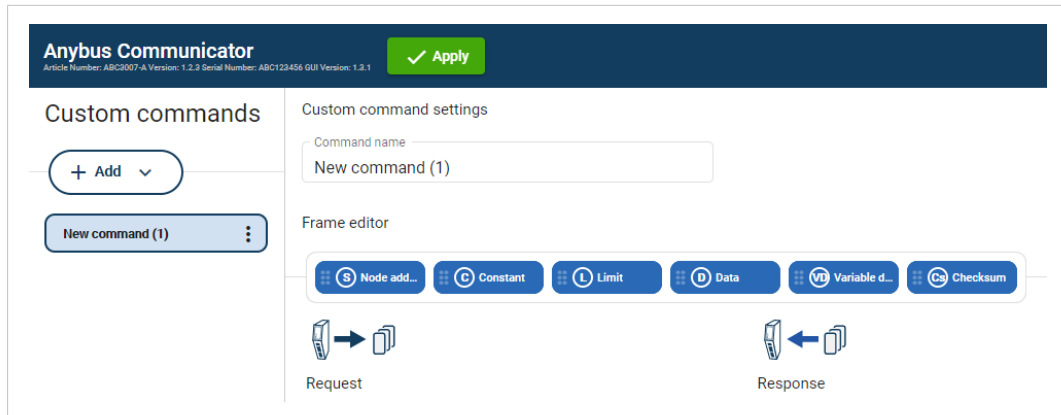 Anybus Communicator
Article Number: ABC3007-A Version: 1.2.3 Serial Number: ABC123456 GUI Version: 1.3.1
Apply
Custom commands
Add
New command (1)
Custom command settings
Command name
New command (1)
Frame editor
S Node add... C Constant L Limit D Data VD Variable d... Cs Checksum
Request
Response